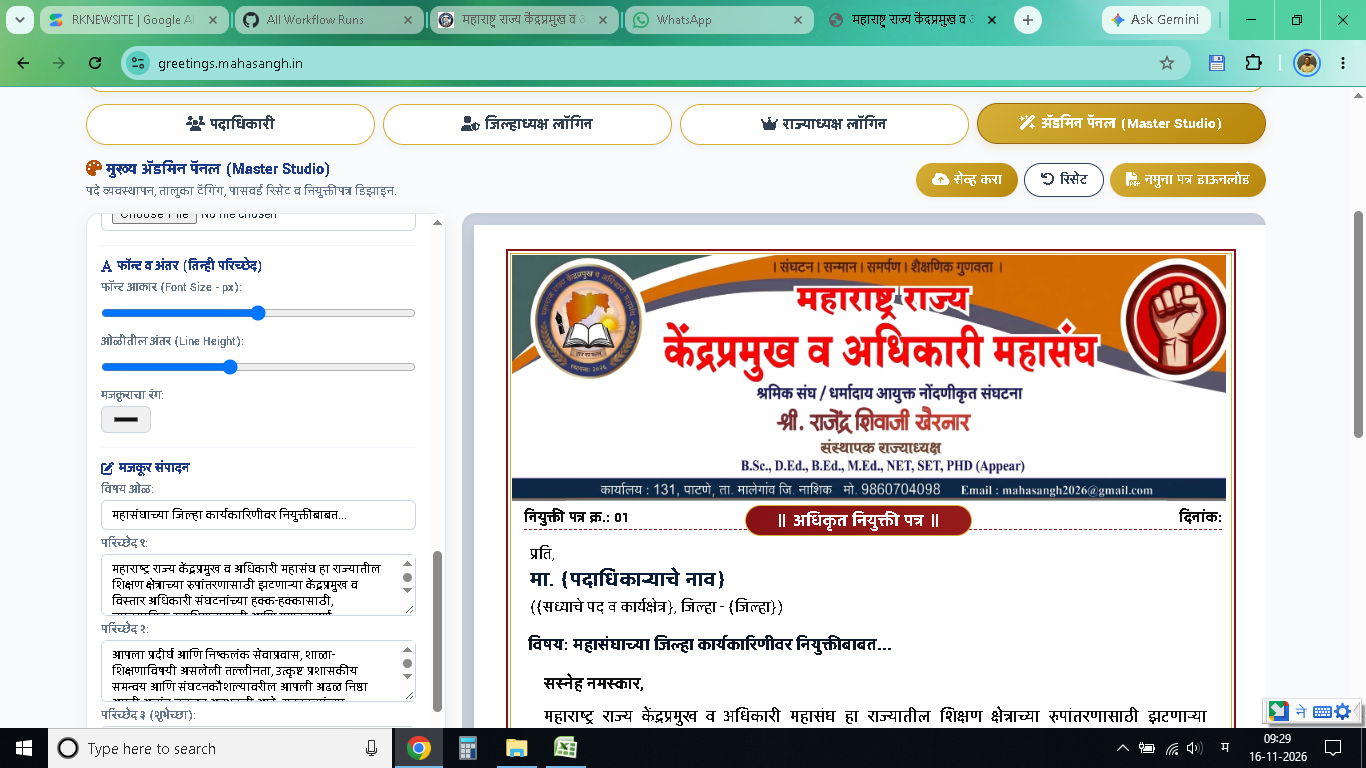 RKNEWSITE | Google AI
All Workflow Runs
महाराष्ट्र राज्य केंद्रप्रमुख व अ
WhatsApp
महाराष्ट्र राज्य केंद्रप्रमुख व अ
Ask Gemini
greetings.mahasangh.in
पदाधिकारी
जिल्हाध्यक्ष लॉगिन
राज्याध्यक्ष लॉगिन
ॲडमिन पॅनल (Master Studio)
मुख्य ॲडमिन पॅनल (Master Studio)
पदे व्यवस्थापन, तालुका टॅगिंग, पासवर्ड रिसेट व नियुक्तीपत्र डिझाइन.
सेव्ह करा
रिसेट
नमुना पत्र डाऊनलोड
Choose File No file chosen
फॉन्ट व अंतर (तिन्ही परिच्छेद)
फॉन्ट आकार (Font Size - px):
ओळीतील अंतर (Line Height):
मजकूराचा रंग:
मजकूर संपादन
विषय ओळ:
महासंघाच्या जिल्हा कार्यकारिणीवर नियुक्तीबाबत...
परिच्छेद १:
महाराष्ट्र राज्य केंद्रप्रमुख व अधिकारी महासंघ हा राज्यातील
शिक्षण क्षेत्राच्या रुपांतरणासाठी झटणाऱ्या केंद्रप्रमुख व
विस्तार अधिकारी संघटनांच्या हक्क-हक्कासाठी,
परिच्छेद २:
आपला प्रदीर्घ आणि निष्कलंक सेवाप्रवास, शाळा-
शिक्षणाविषयी असलेली तल्लीनता, उत्कृष्ट प्रशासकीय
समन्वय आणि संघटनकौशल्यावरील आपली अढळ निष्ठा
परिच्छेद ३ (शुभेच्छा):
। संघटन । सन्मान । समर्पण । शैक्षणिक गुणवता ।
महाराष्ट्र राज्य
केंद्रप्रमुख व अधिकारी महासंघ
श्रमिक संघ / धर्मादाय आयुक्त नोंदणीकृत संघटना
श्री. राजेंद्र शिवाजी खैरनार
संस्थापक राज्याध्यक्ष
B.Sc., D.Ed., B.Ed., M.Ed., NET, SET, PHD (Appear)
कार्यालय : 131, पाटणे, ता. मालेगांव जि. नाशिक मो. 9860704098 Email : mahasangh2026@gmail.com
नियुक्ती पत्र क्र.: 01
॥ अधिकृत नियुक्ती पत्र ॥
दिनांक:
प्रति,
मा. {पदाधिकाऱ्याचे नाव}
({सध्याचे पद व कार्यक्षेत्र}, जिल्हा - {जिल्हा})
विषय: महासंघाच्या जिल्हा कार्यकारिणीवर नियुक्तीबाबत...
सस्नेह नमस्कार,
महाराष्ट्र राज्य केंद्रप्रमुख व अधिकारी महासंघ हा राज्यातील शिक्षण क्षेत्राच्या रुपांतरणासाठी झटणाऱ्या
ने
Type here to search
म
09:29
16-11-2026